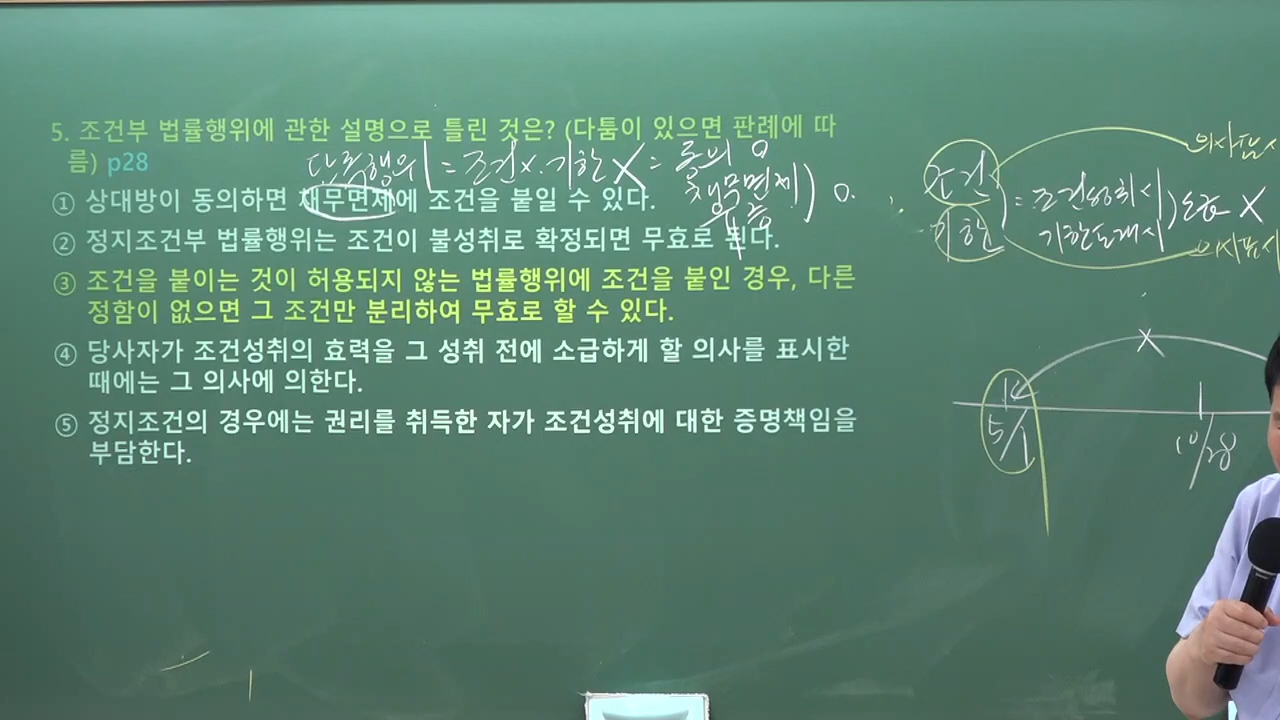 5. 조건부 법률행위에 관한 설명으로 틀린 것은? (다툼이 있으면 판례에 따
름) p28
단독행위 = 조건X. 기한X = 동의 O
채무면제) O.
유증
① 상대방이 동의하면 채무면제에 조건을 붙일 수 있다.
② 정지조건부 법률행위는 조건이 불성취로 확정되면 무효로 된다.
③ 조건을 붙이는 것이 허용되지 않는 법률행위에 조건을 붙인 경우, 다른
정함이 없으면 그 조건만 분리하여 무효로 할 수 있다.
④ 당사자가 조건성취의 효력을 그 성취 전에 소급하게 할 의사를 표시한
때에는 그 의사에 의한다.
⑤ 정지조건의 경우에는 권리를 취득한 자가 조건성취에 대한 증명책임을
부담한다.
조건
기한
= 조건성취시
기한도래시
) 소급 X
X
5/1
10/28